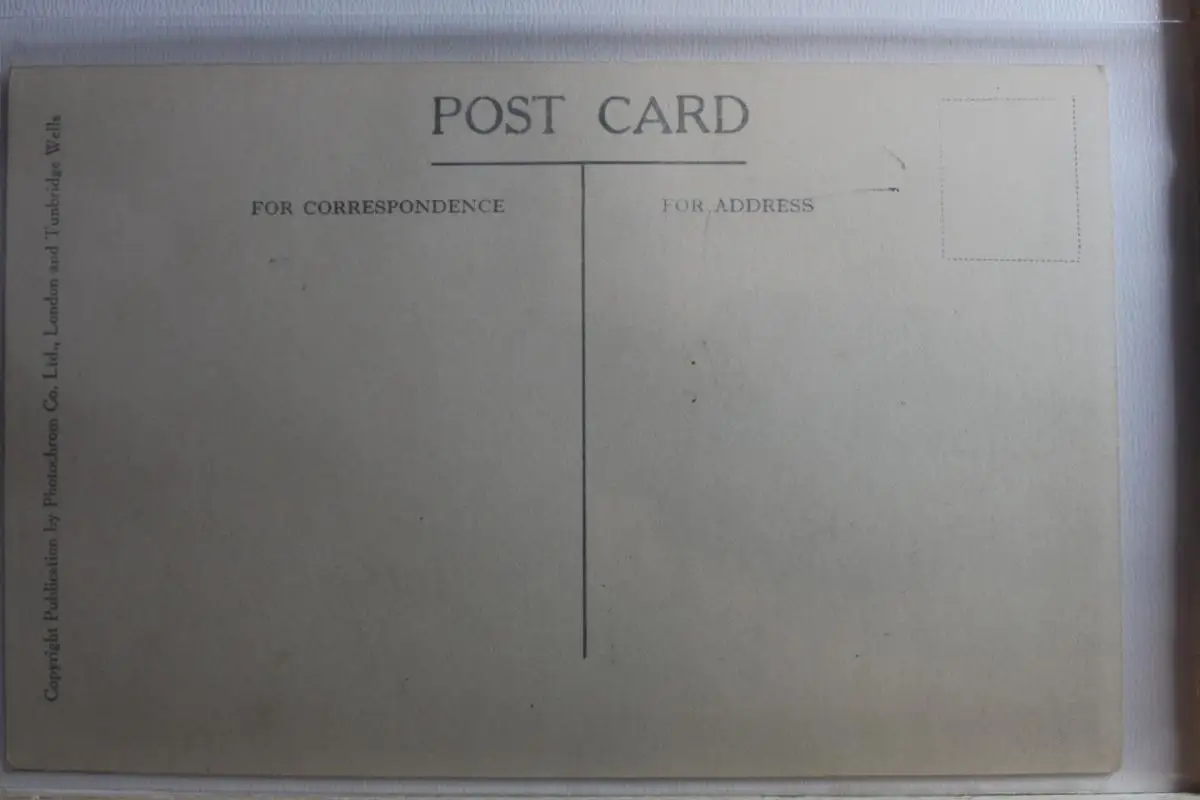 POST CARD
FOR CORRESPONDENCE
FOR ADDRESS
Copyright Publication by Photochrom Co. Ltd., London and Tunbridge Wells